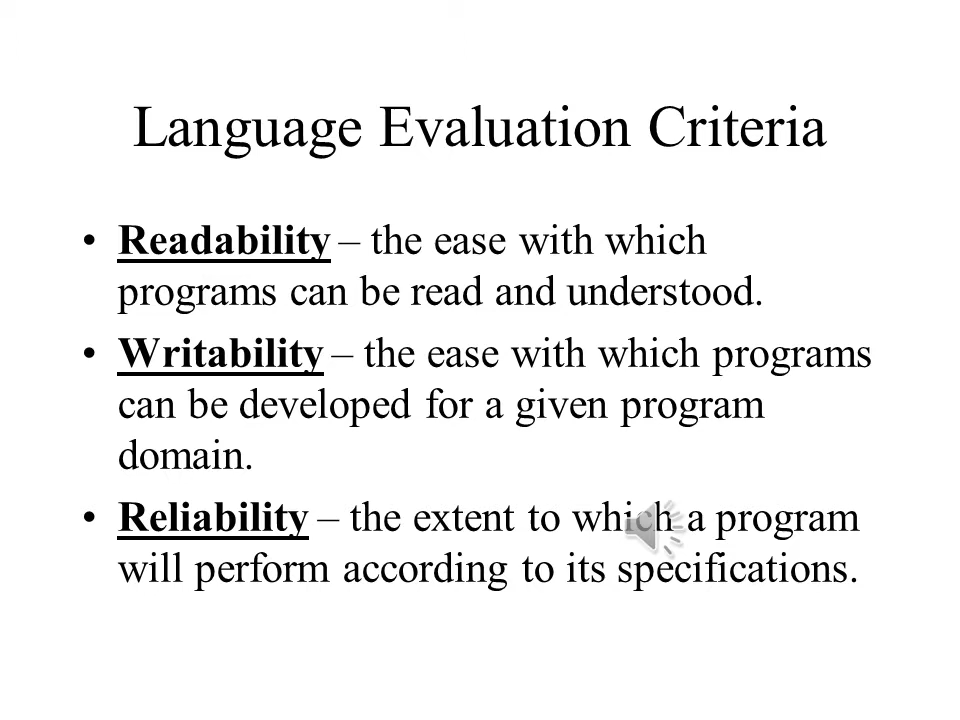 Language Evaluation Criteria
• Readability – the ease with which
programs can be read and understood.
• Writability – the ease with which programs
can be developed for a given program
domain.
• Reliability – the extent to which a program
will perform according to its specifications.